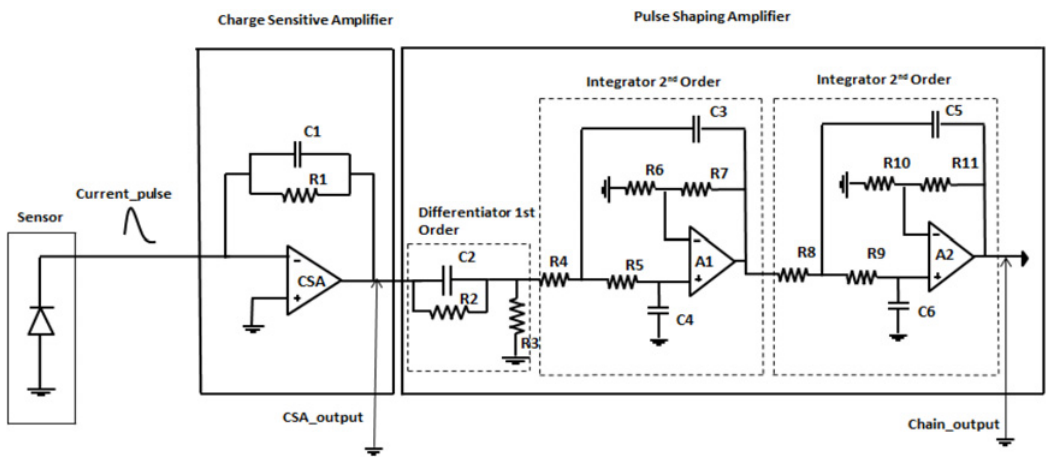 Charge Sensitive Amplifier
Pulse Shaping Amplifier
Integrator 2nd Order
Integrator 2nd Order
C1
R1
C3
C5
R6
R7
R10
R11
Current_pulse
Sensor
Differentiator 1st
Order
C2
R2
R3
R4
R5
A1
R8
R9
A2
CSA
C4
C6
-
+
-
+
-
+
CSA_output
Chain_output